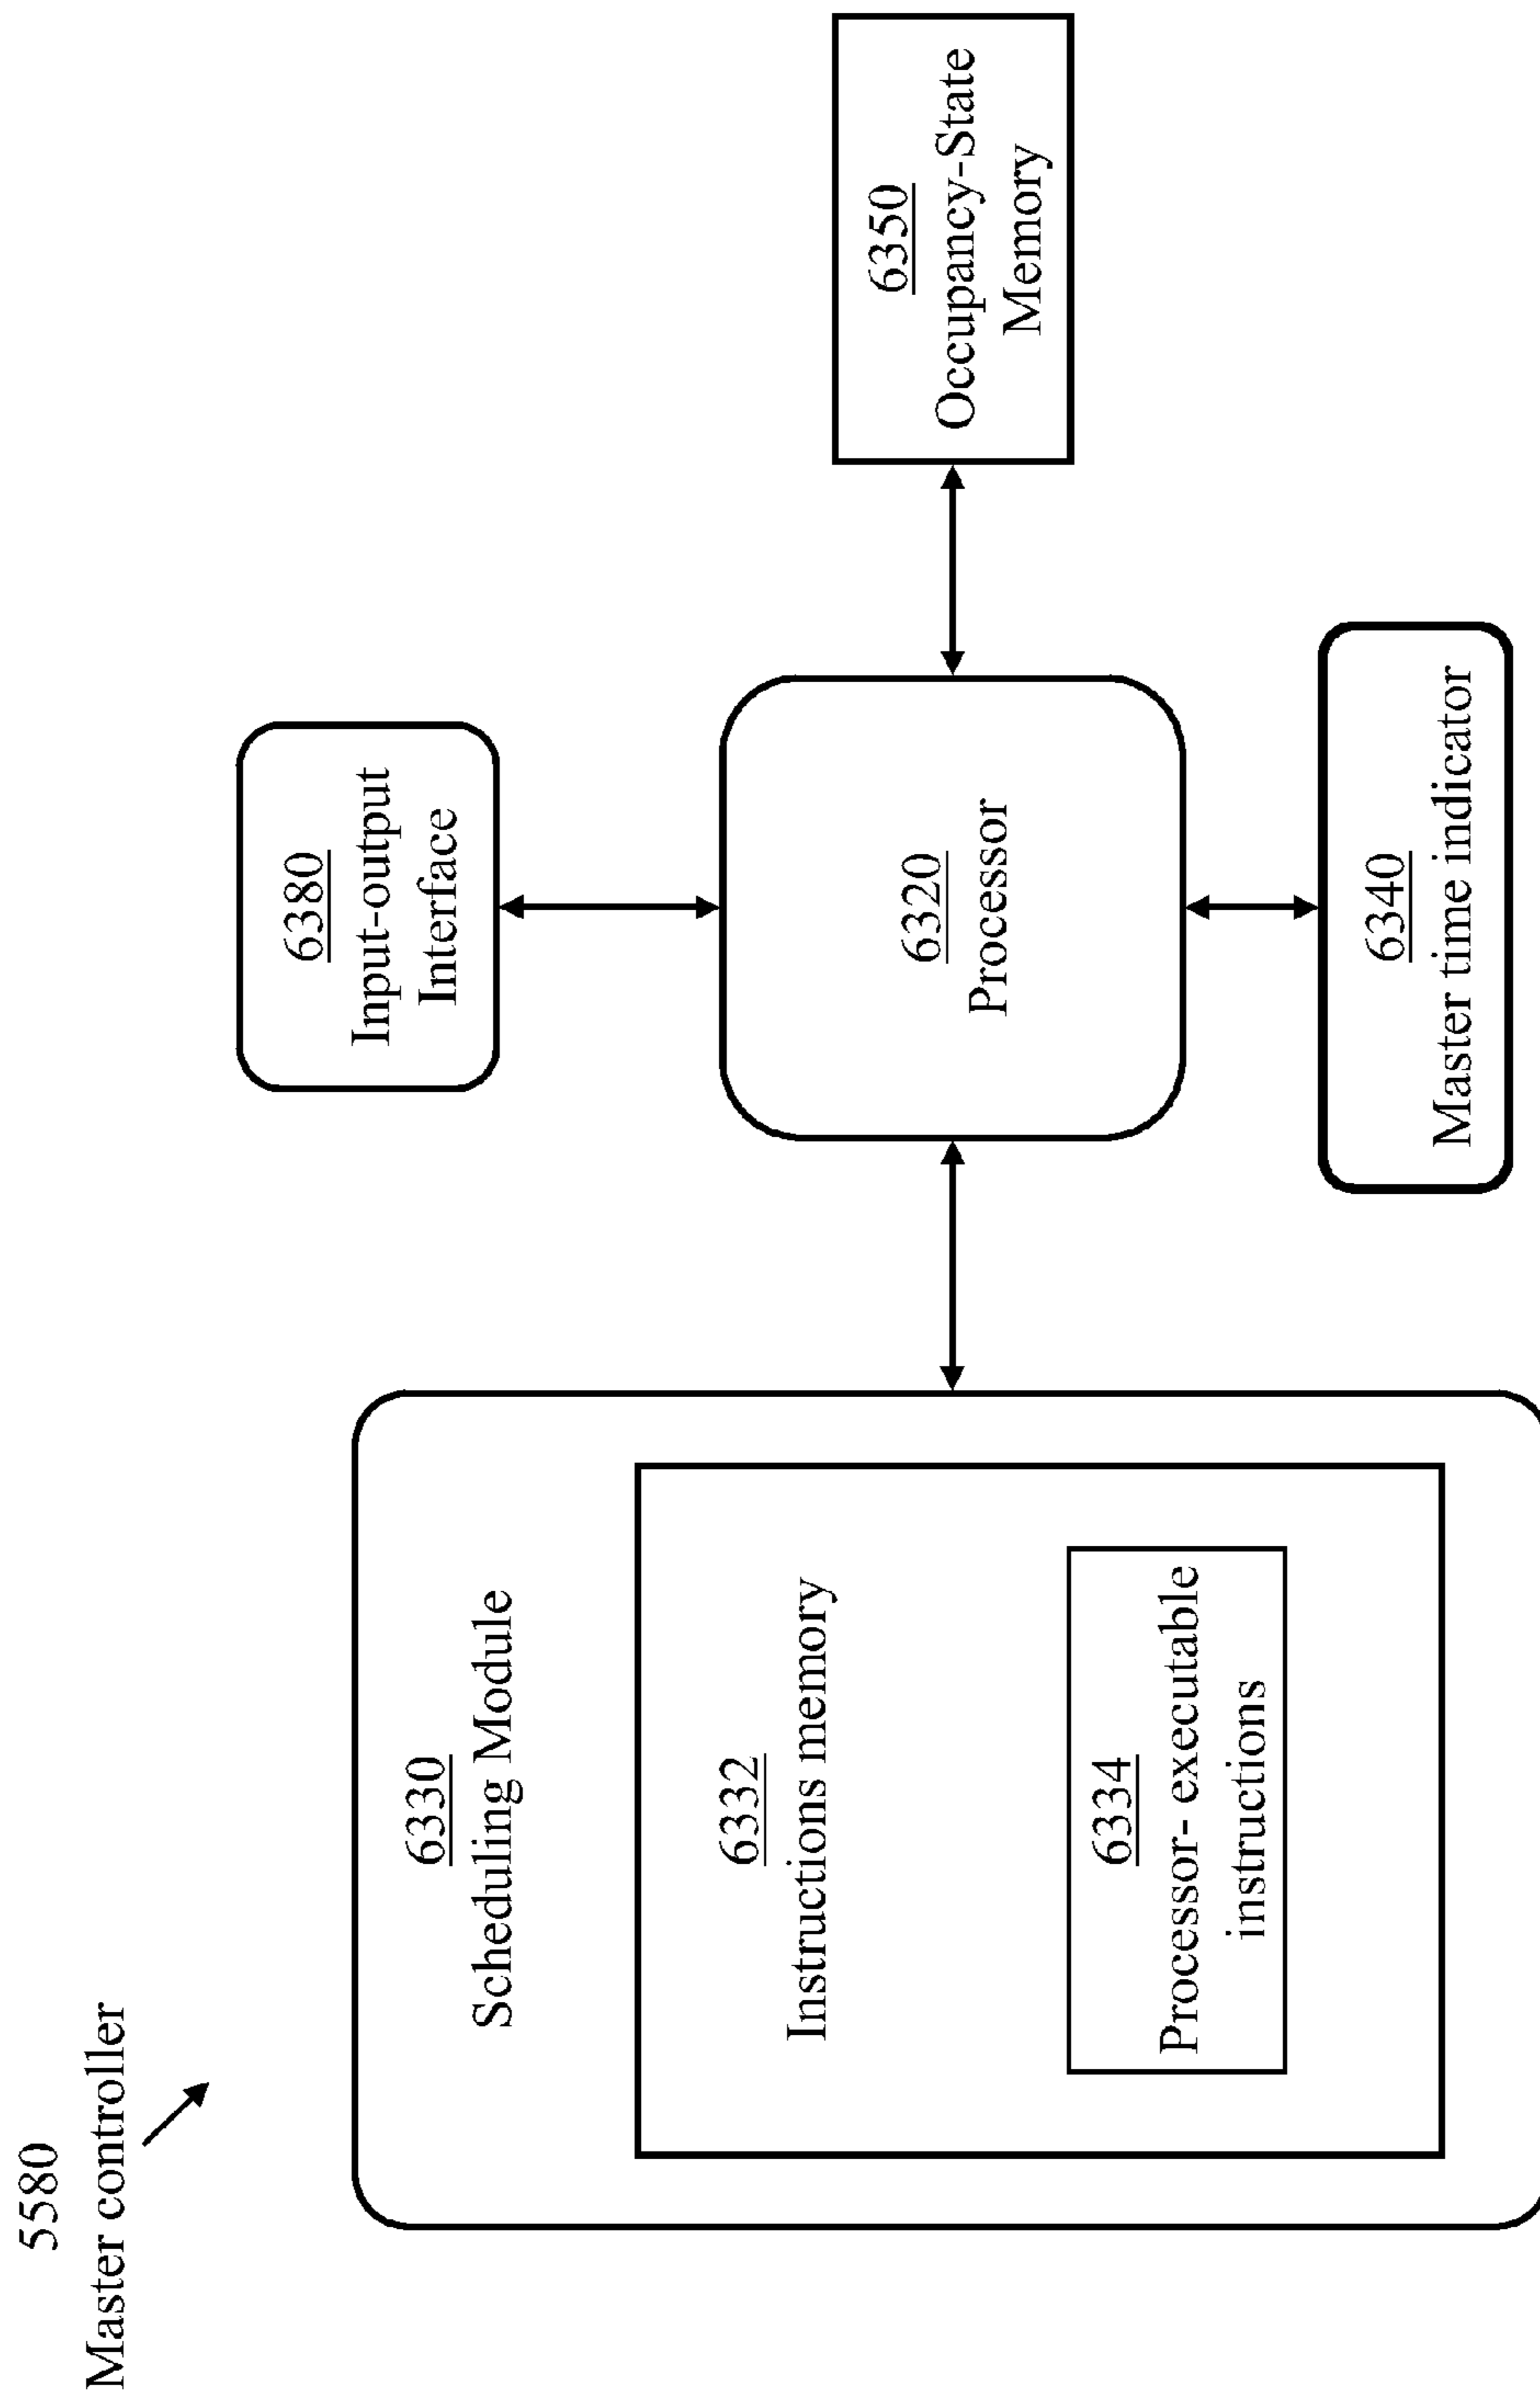 5580
Master controller
6330
Scheduling Module
6332
Instructions memory
6334
Processor- executable
instructions
6380
Input-output
Interface
6320
Processor
6340
Master time indicator
6350
Occupancy-State
Memory